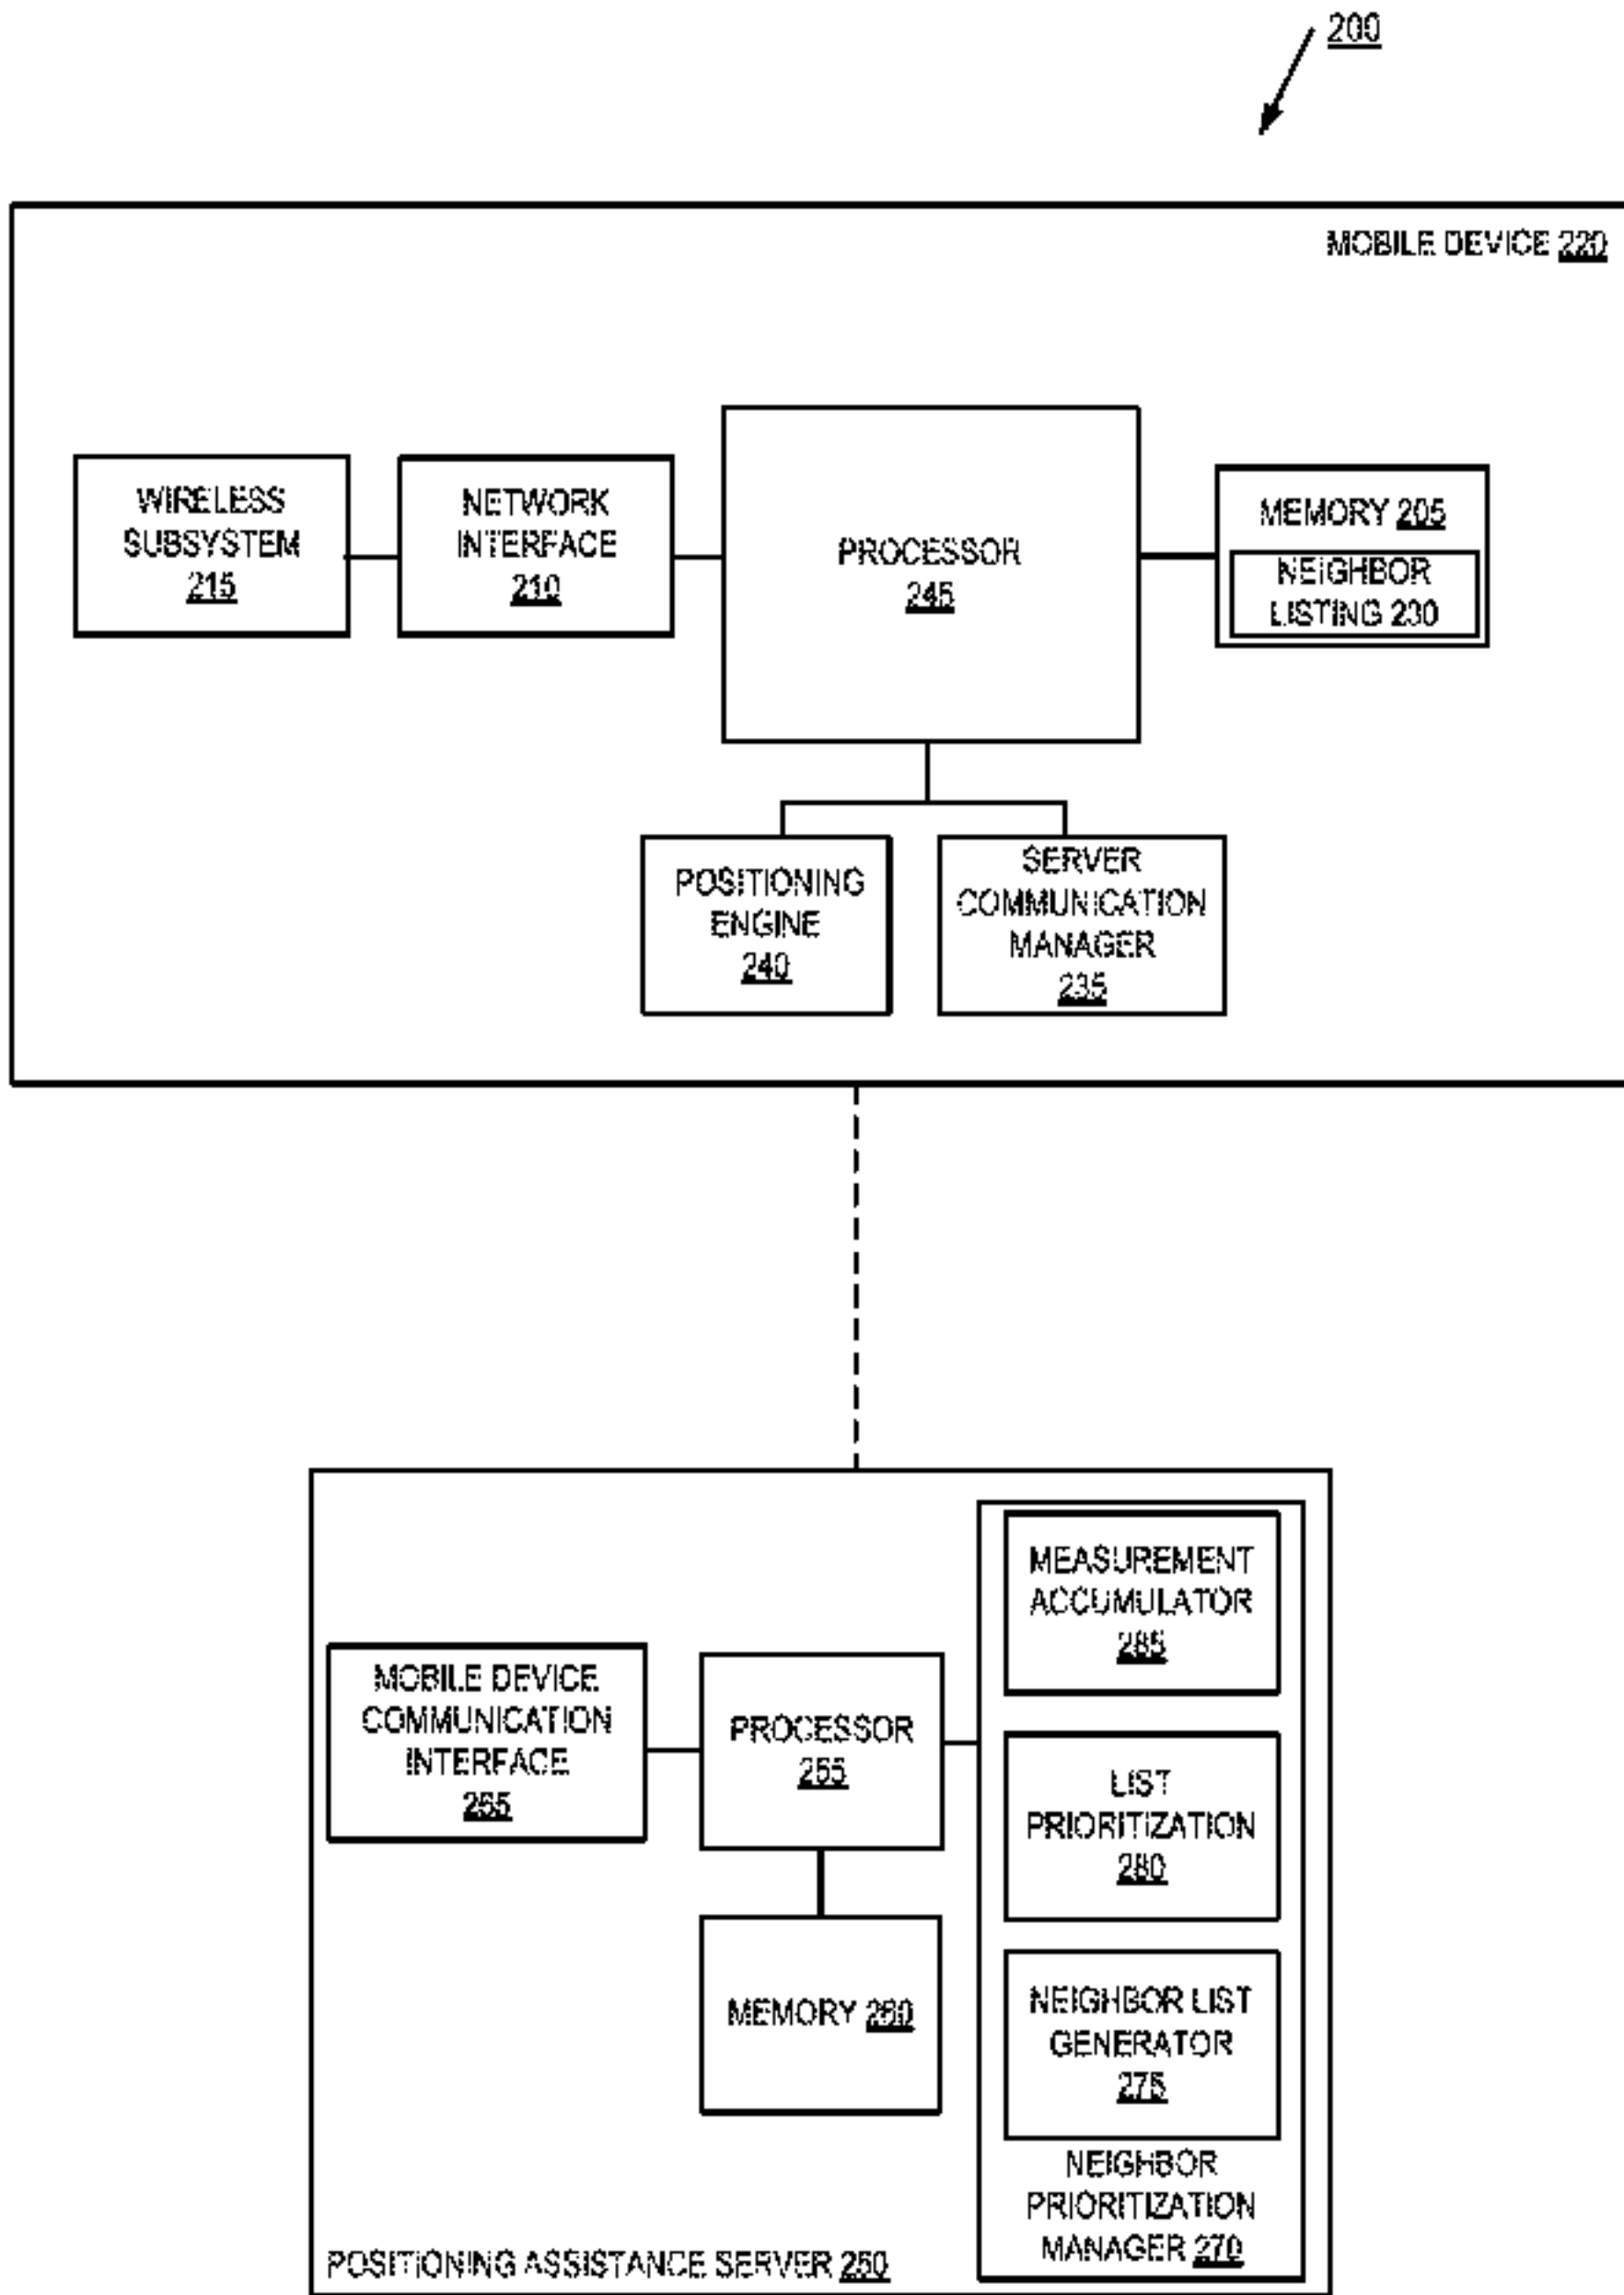 200
MOBILE DEVICE 220
WIRELESS
SUBSYSTEM
215
NETWORK
INTERFACE
210
PROCESSOR
245
MEMORY 205
NEIGHBOR
LISTING 230
POSITIONING
ENGINE
240
SERVER
COMMUNICATION
MANAGER
235
MEASUREMENT
ACCUMULATOR
285
MOBILE DEVICE
COMMUNICATION
INTERFACE
265
PROCESSOR
255
LIST
PRIORITIZATION
280
MEMORY 260
NEIGHBOR LIST
GENERATOR
275
NEIGHBOR
PRIORITIZATION
MANAGER 270
POSITIONING ASSISTANCE SERVER 250